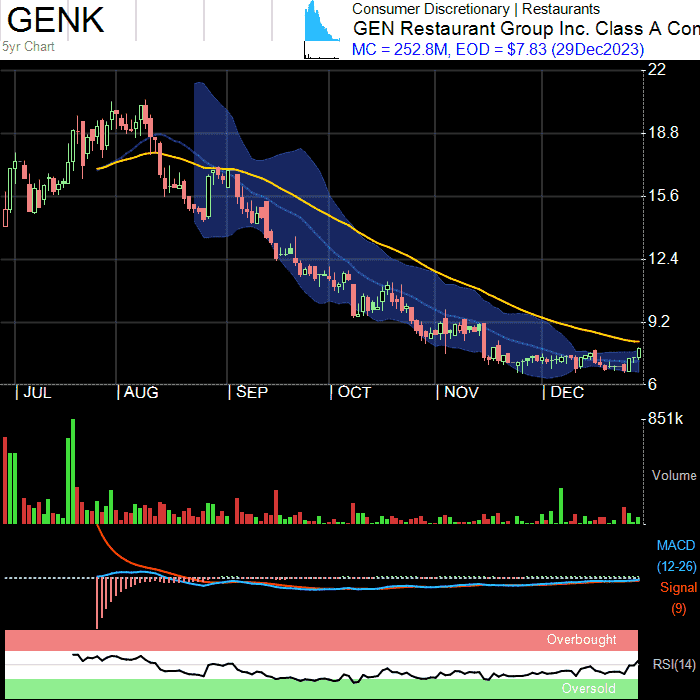 GENK
5yr Chart
Consumer Discretionary | Restaurants
GEN Restaurant Group Inc. Class A Con
MC = 252.8M, EOD = $7.83 (29Dec2023)
22
18.8
15.6
12.4
9.2
6
JUL AUG SEP OCT NOV DEC
851k
Volume
MACD
(12-26)
Signal
(9)
Overbought
RSI(14)
Oversold